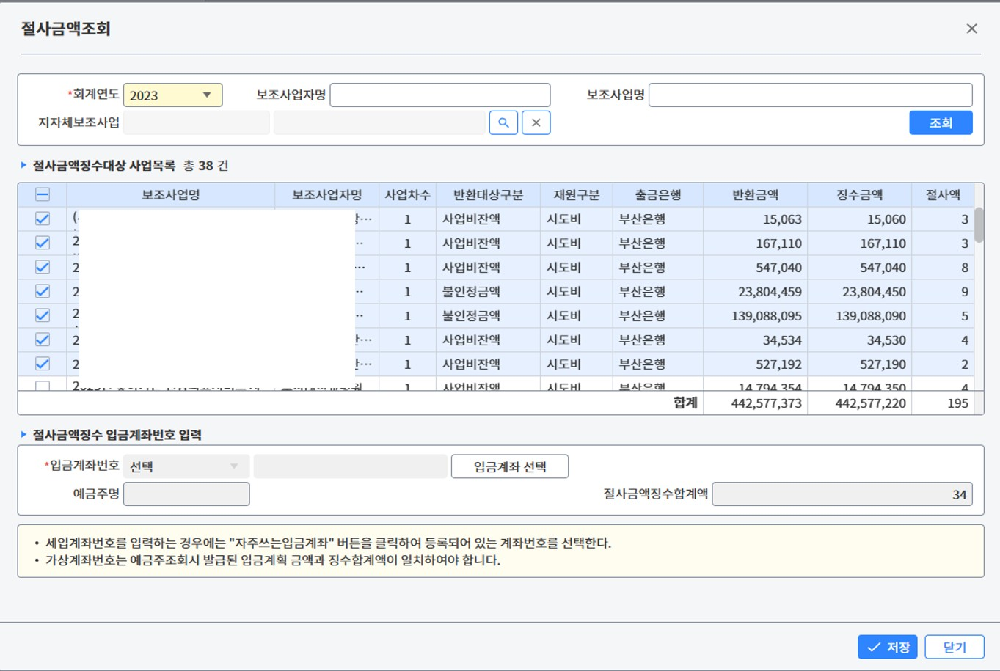 절사금액조회
*회계연도 2023 보조사업자명 보조사업명
지자체보조사업 조회
절사금액징수대상 사업목록 총 38 건
보조사업명 보조사업자명 사업차수 반환대상구분 재원구분 출금은행 반환금액 징수금액 절사액
1 사업비잔액 시도비 부산은행 15,063 15,060 3
2 1 사업비잔액 시도비 부산은행 167,110 167,110 3
2 1 사업비잔액 시도비 부산은행 547,040 547,040 8
2 1 불인정금액 시도비 부산은행 23,804,459 23,804,450 9
2 1 불인정금액 시도비 부산은행 139,088,095 139,088,090 5
2 1 사업비잔액 시도비 부산은행 34,534 34,530 4
2 1 사업비잔액 시도비 부산은행 527,192 527,190 2
1 사업비잔액 시도비 부산은행 14,794,354 14,794,350 4
합계 442,577,373 442,577,220 195
절사금액징수 입금계좌번호 입력
*입금계좌번호 선택 입금계좌 선택
예금주명 절사금액징수합계액 34
• 세입계좌번호를 입력하는 경우에는 "자주쓰는입금계좌" 버튼을 클릭하여 등록되어 있는 계좌번호를 선택한다.
• 가상계좌번호는 예금주조회시 발급된 입금계획 금액과 징수합계액이 일치하여야 합니다.
저장 닫기